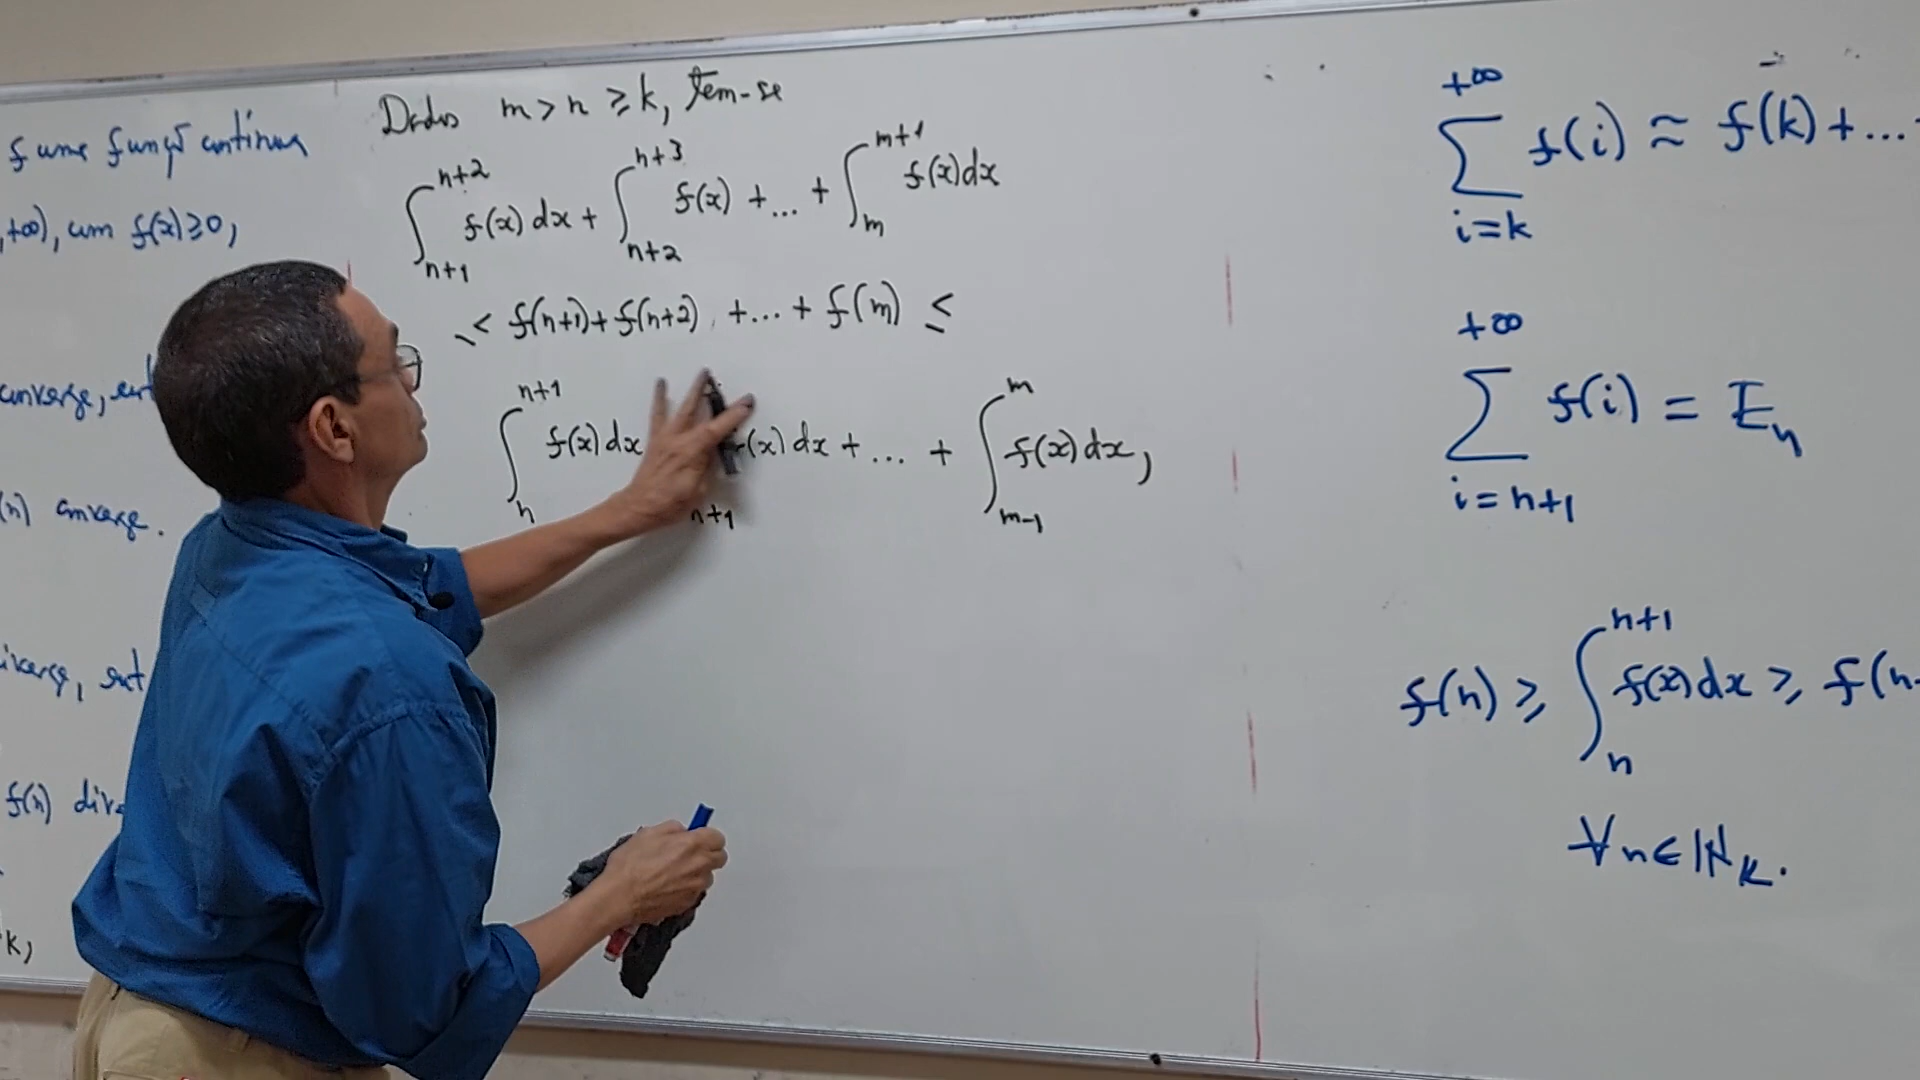 f uma função contínua
+∞), com f(x) ≥ 0,
converge, ent
(n) converge.
iverge, ent
f(n) dive
k,
Dados m > n ≥ k, tem-se
∫_{n+1}^{n+2} f(x) dx + ∫_{n+2}^{n+3} f(x) + ... + ∫_{m}^{m+1} f(x) dx
≤ f(n+1) + f(n+2) + ... + f(m) ≤
∫_{n}^{n+1} f(x) dx f(x) dx + ... + ∫_{m-1}^{m} f(x) dx,
n+1
∑_{i=k}^{+∞} f(i) ≈ f(k) + ...
∑_{i=n+1}^{+∞} f(i) = E_n
f(n) ≥ ∫_{n}^{n+1} f(x) dx ≥ f(n
∀ n ∈ ℕ_k.